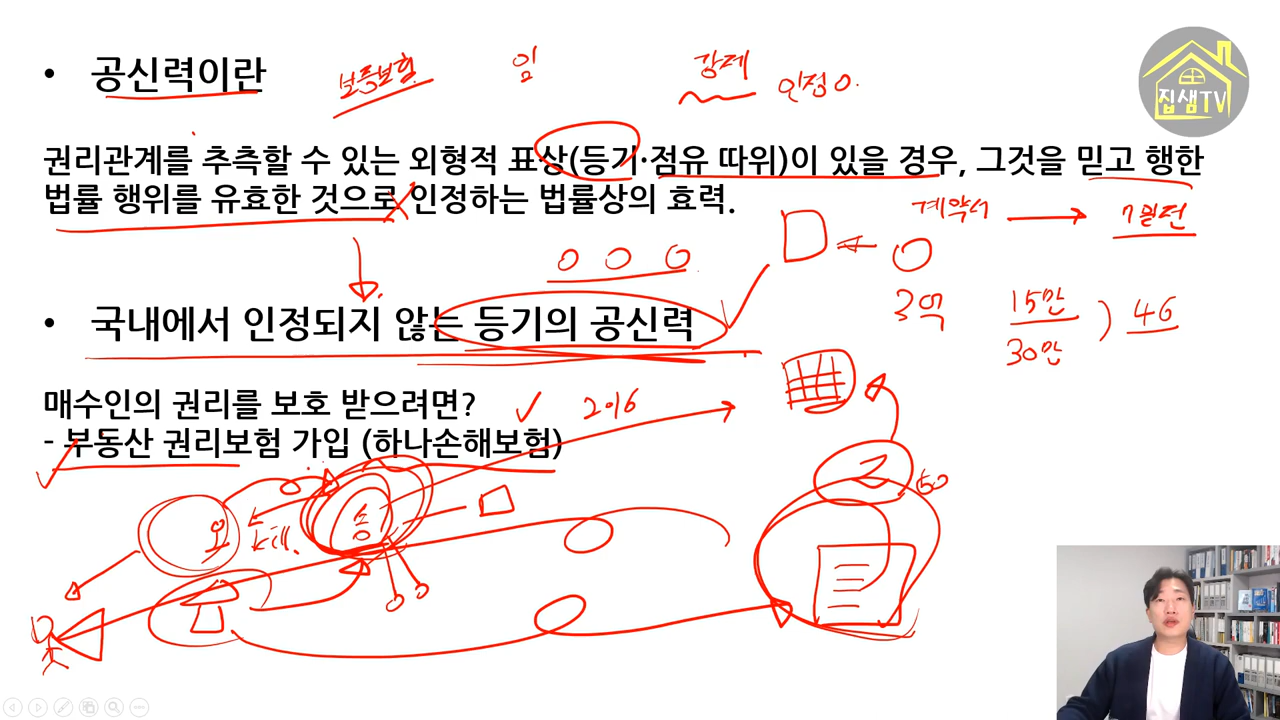 공신력이란
보증보험
앞
강제
인정 O.
집샘TV
권리관계를 추측할 수 있는 외형적 표상(등기·점유 따위)이 있을 경우, 그것을 믿고 행한
법률 행위를 유효한 것으로 인정하는 법률상의 효력.
계약서
3억
15만
30만
46
국내에서 인정되지 않는 등기의 공신력
매수인의 권리를 보호 받으려면?
2016
- 부동산 권리보험 가입 (하나손해보험)
오
송
50